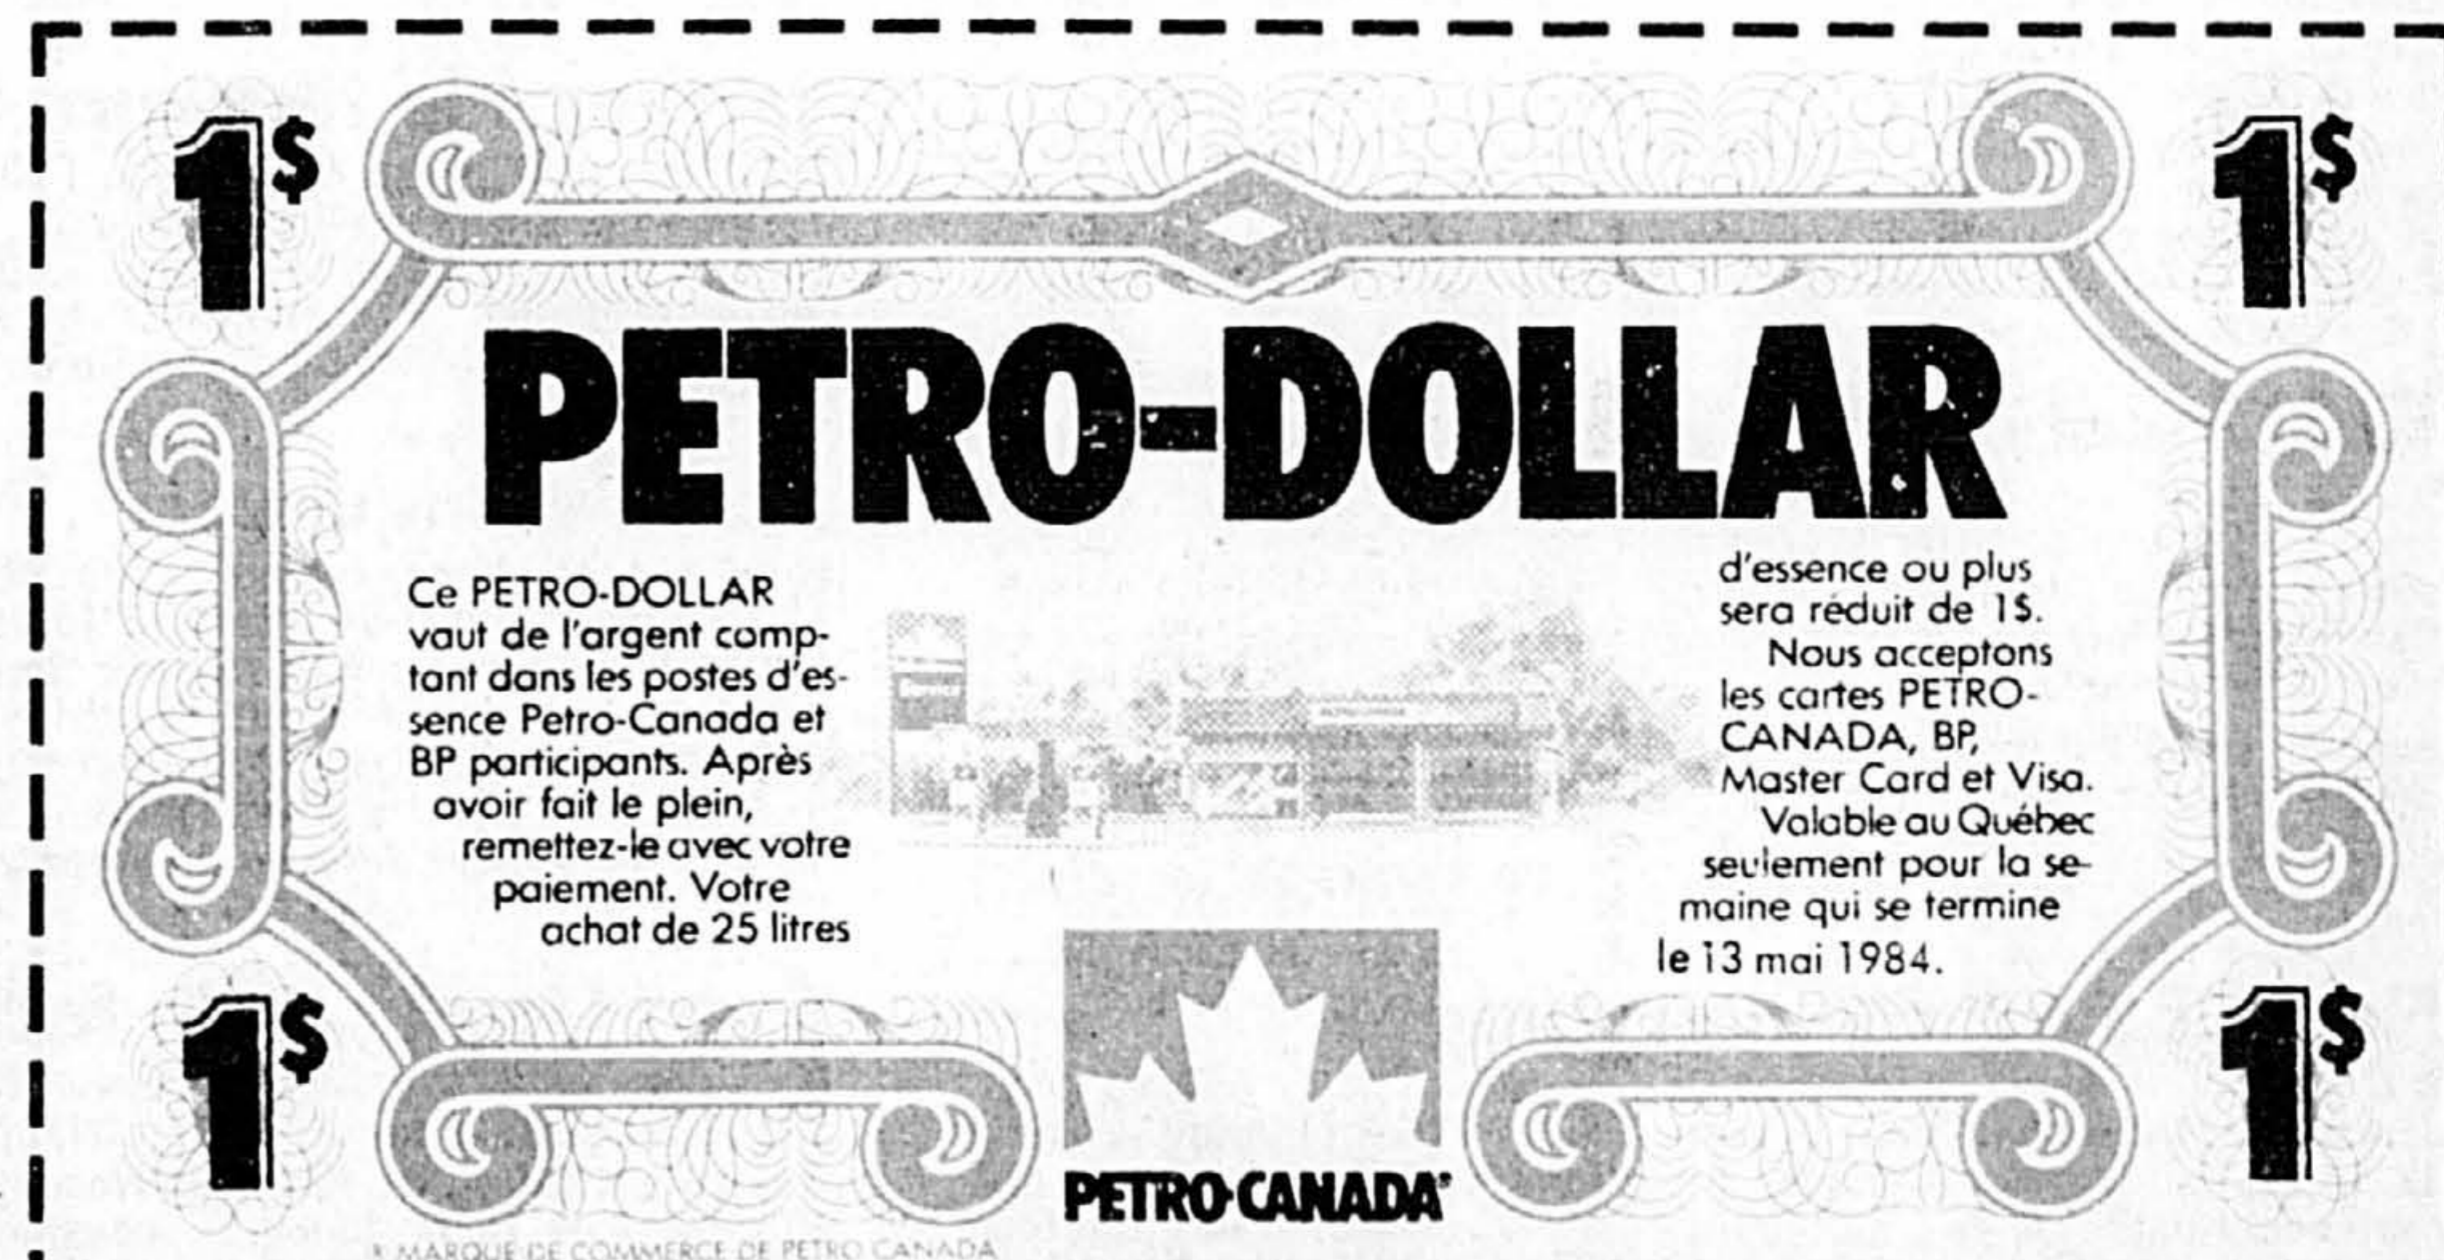 1$
1$
PETRO-DOLLAR
Ce PETRO-DOLLAR
vaut de l'argent comp-
tant dans les postes d'es-
sence Petro-Canada et
BP participants. Après
avoir fait le plein,
remettez-le avec votre
paiement. Votre
achat de 25 litres
d'essence ou plus
sera réduit de 1$.
Nous acceptons
les cartes PETRO-
CANADA, BP,
Master Card et Visa.
Valable au Québec
seulement pour la se-
maine qui se termine
le 13 mai 1984.
1$
1$
PETRO-CANADA
MARQUE DE COMMERCE DE PETRO CANADA